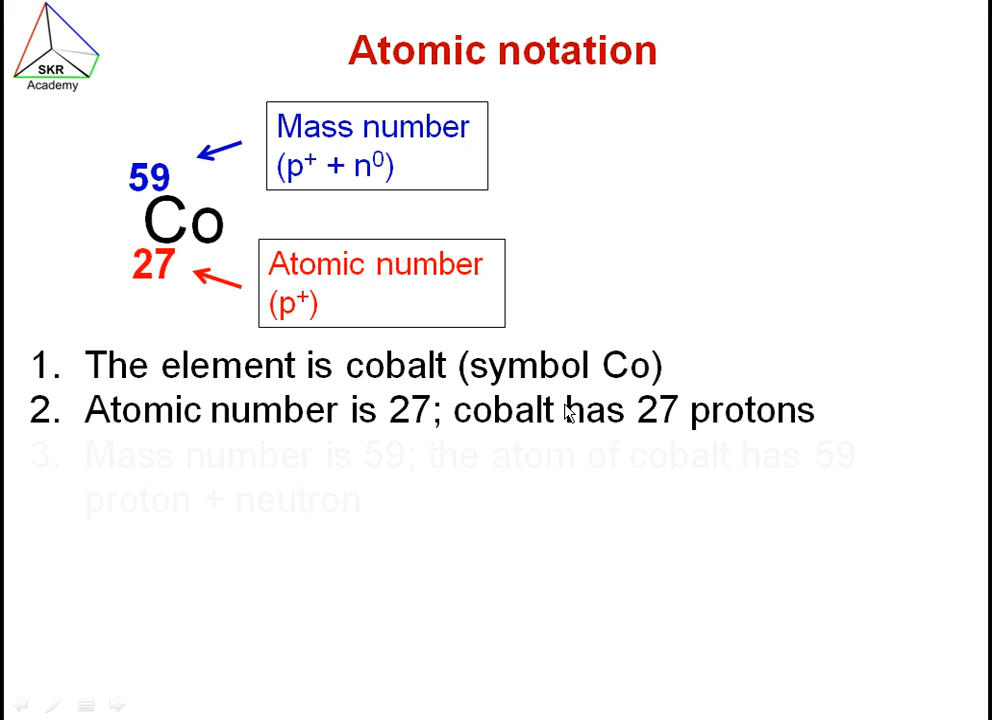 SKR
Academy
Atomic notation
Mass number
(p⁺ + n⁰)
59
Co
27
Atomic number
(p⁺)
1. The element is cobalt (symbol Co)
2. Atomic number is 27; cobalt has 27 protons
3. Mass number is 59; the atom of cobalt has 59
proton + neutron